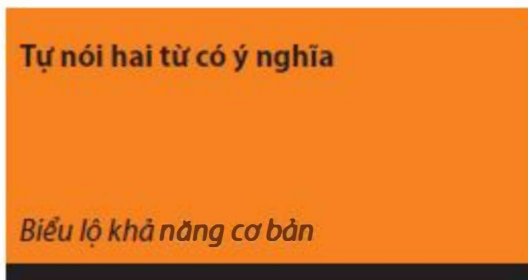 Tự nói hai từ có ý nghĩa
Biểu lộ khả năng cơ bản